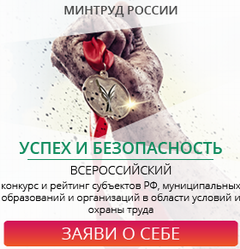 МИНТРУД РОССИИ
УСПЕХ И БЕЗОПАСНОСТЬ
ВСЕРОССИЙСКИЙ
конкурс и рейтинг субъектов РФ, муниципальных
образований и организаций в области условий и
охраны труда
ЗАЯВИ О СЕБЕ